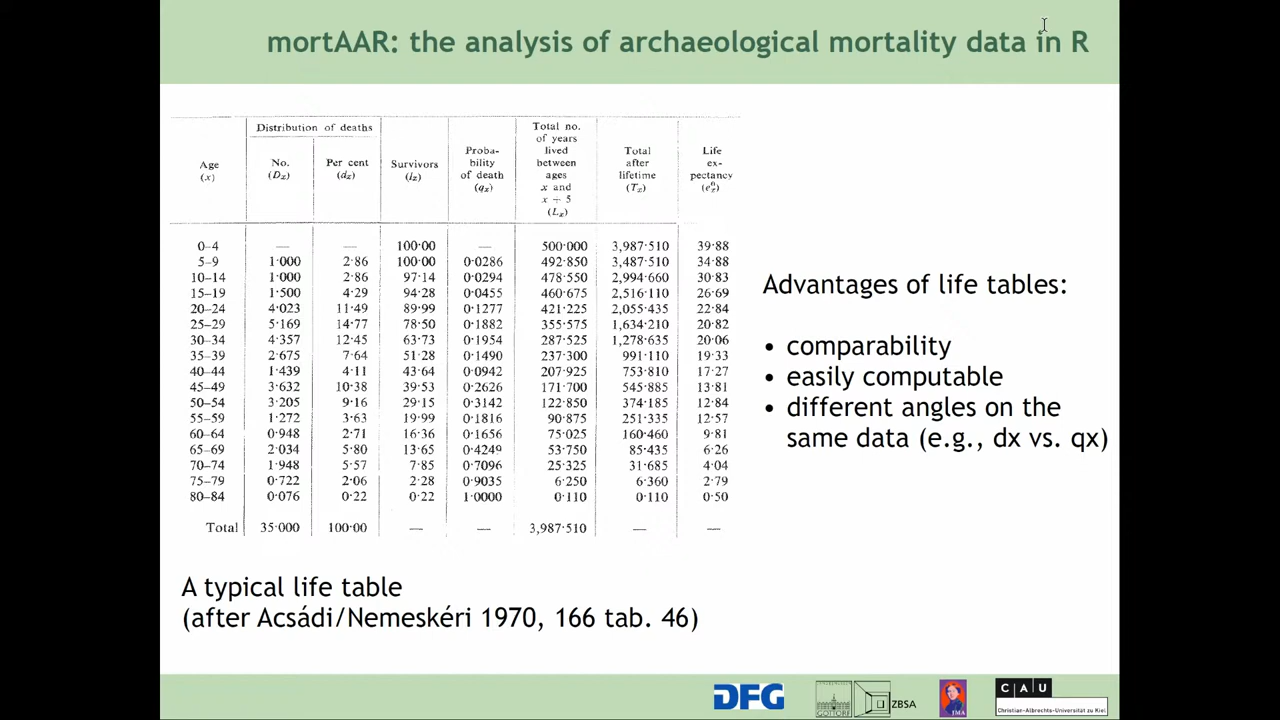 mortAAR: the analysis of archaeological mortality data in R
Age (x) | Distribution of deaths No. (Dx) | Distribution of deaths Per cent (dx) | Survivors (lx) | Proba- bility of death (qx) | Total no. of years lived between ages x and x + 5 (Lx) | Total after lifetime (Tx) | Life ex- pectancy (e0x)
0–4 — — 100·00 — 500·000 3,987·510 39·88
5–9 1·000 2·86 100·00 0·0286 492·850 3,487·510 34·88
10–14 1·000 2·86 97·14 0·0294 478·550 2,994·660 30·83
15–19 1·500 4·29 94·28 0·0455 460·675 2,516·110 26·69
20–24 4·023 11·49 89·99 0·1277 421·225 2,055·435 22·84
25–29 5·169 14·77 78·50 0·1882 355·575 1,634·210 20·82
30–34 4·357 12·45 63·73 0·1954 287·525 1,278·635 20·06
35–39 2·675 7·64 51·28 0·1490 237·300 991·110 19·33
40–44 1·439 4·11 43·64 0·0942 207·925 753·810 17·27
45–49 3·632 10·38 39·53 0·2626 171·700 545·885 13·81
50–54 3·205 9·16 29·15 0·3142 122·850 374·185 12·84
55–59 1·272 3·63 19·99 0·1816 90·875 251·335 12·57
60–64 0·948 2·71 16·36 0·1656 75·025 160·460 9·81
65–69 2·034 5·80 13·65 0·4249 53·750 85·435 6·26
70–74 1·948 5·57 7·85 0·7096 25·325 31·685 4·04
75–79 0·722 2·06 2·28 0·9035 6·250 6·360 2·79
80–84 0·076 0·22 0·22 1·0000 0·110 0·110 0·50
Total 35·000 100·00 — — 3,987·510 — —
Advantages of life tables:
• comparability
• easily computable
• different angles on the
same data (e.g., dx vs. qx)
A typical life table
(after Acsádi/Nemeskéri 1970, 166 tab. 46)
DFG
ZBSA
JMA
CAU
Christian-Albrechts-Universität zu Kiel